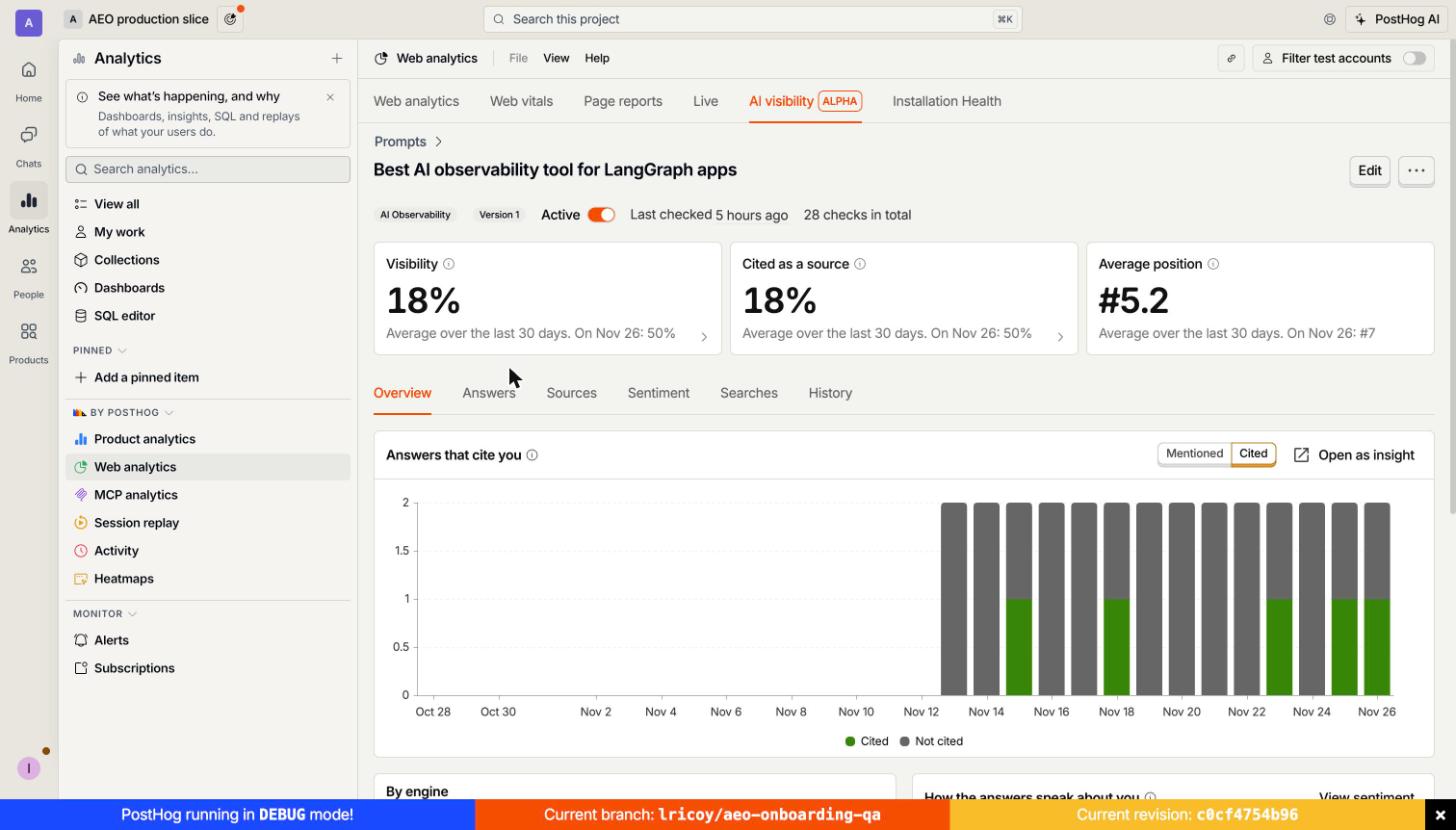 A
A AEO production slice
Search this project
⌘K
PostHog AI
Home
Chats
Analytics
People
Products
I
Analytics
See what's happening, and why
Dashboards, insights, SQL and replays
of what your users do.
Search analytics...
View all
My work
Collections
Dashboards
SQL editor
PINNED
Add a pinned item
BY POSTHOG
Product analytics
Web analytics
MCP analytics
Session replay
Activity
Heatmaps
MONITOR
Alerts
Subscriptions
Web analytics File View Help
Filter test accounts
Web analytics Web vitals Page reports Live AI visibility ALPHA Installation Health
Prompts
Best AI observability tool for LangGraph apps
Edit
AI Observability Version 1 Active Last checked 5 hours ago 28 checks in total
Visibility
18%
Average over the last 30 days. On Nov 26: 50%
Cited as a source
18%
Average over the last 30 days. On Nov 26: 50%
Average position
#5.2
Average over the last 30 days. On Nov 26: #7
Overview Answers Sources Sentiment Searches History
Answers that cite you
Mentioned Cited
Open as insight
2
1.5
1
0.5
0
Oct 28 Oct 30 Nov 2 Nov 4 Nov 6 Nov 8 Nov 10 Nov 12 Nov 14 Nov 16 Nov 18 Nov 20 Nov 22 Nov 24 Nov 26
Cited Not cited
By engine
How the answers speak about you
View sentiment
PostHog running in DEBUG mode!
Current branch: lricoy/aeo-onboarding-qa
Current revision: c0cf4754b96